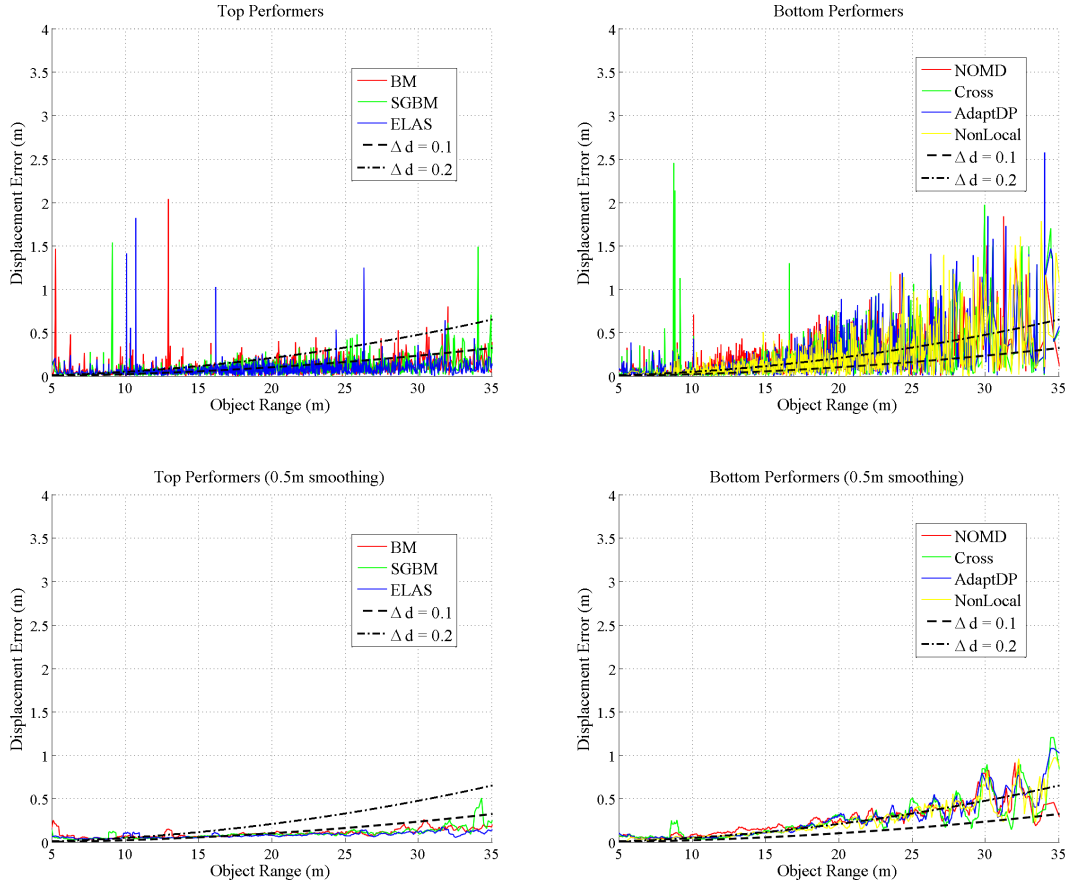 Top Performers
4
3.5
3
2.5
2
1.5
1
0.5
0
Displacement Error (m)
BM
SGBM
ELAS
Δ d = 0.1
Δ d = 0.2
5 10 15 20 25 30 35
Object Range (m)
Bottom Performers
4
3.5
3
2.5
2
1.5
1
0.5
0
Displacement Error (m)
NOMD
Cross
AdaptDP
NonLocal
Δ d = 0.1
Δ d = 0.2
5 10 15 20 25 30 35
Object Range (m)
Top Performers (0.5m smoothing)
4
3.5
3
2.5
2
1.5
1
0.5
0
Displacement Error (m)
BM
SGBM
ELAS
Δ d = 0.1
Δ d = 0.2
5 10 15 20 25 30 35
Object Range (m)
Bottom Performers (0.5m smoothing)
4
3.5
3
2.5
2
1.5
1
0.5
0
Displacement Error (m)
NOMD
Cross
AdaptDP
NonLocal
Δ d = 0.1
Δ d = 0.2
5 10 15 20 25 30 35
Object Range (m)